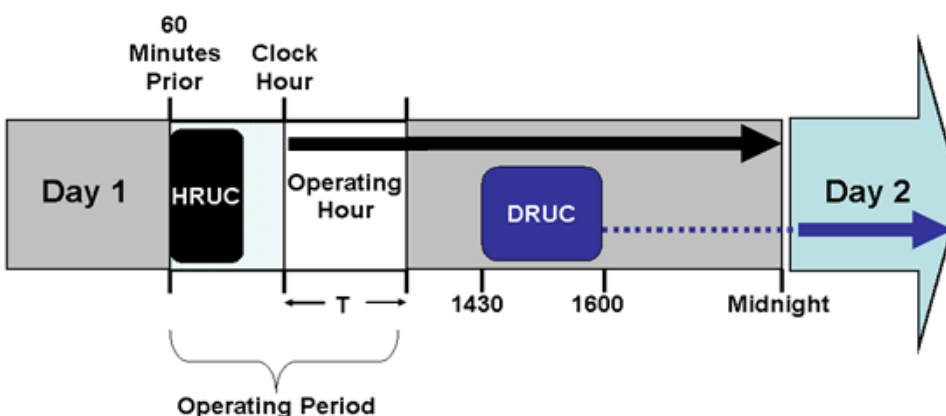 60
Minutes
Prior
Clock
Hour
Day 1
HRUC
Operating
Hour
DRUC
Day 2
T
1430
1600
Midnight
Operating Period